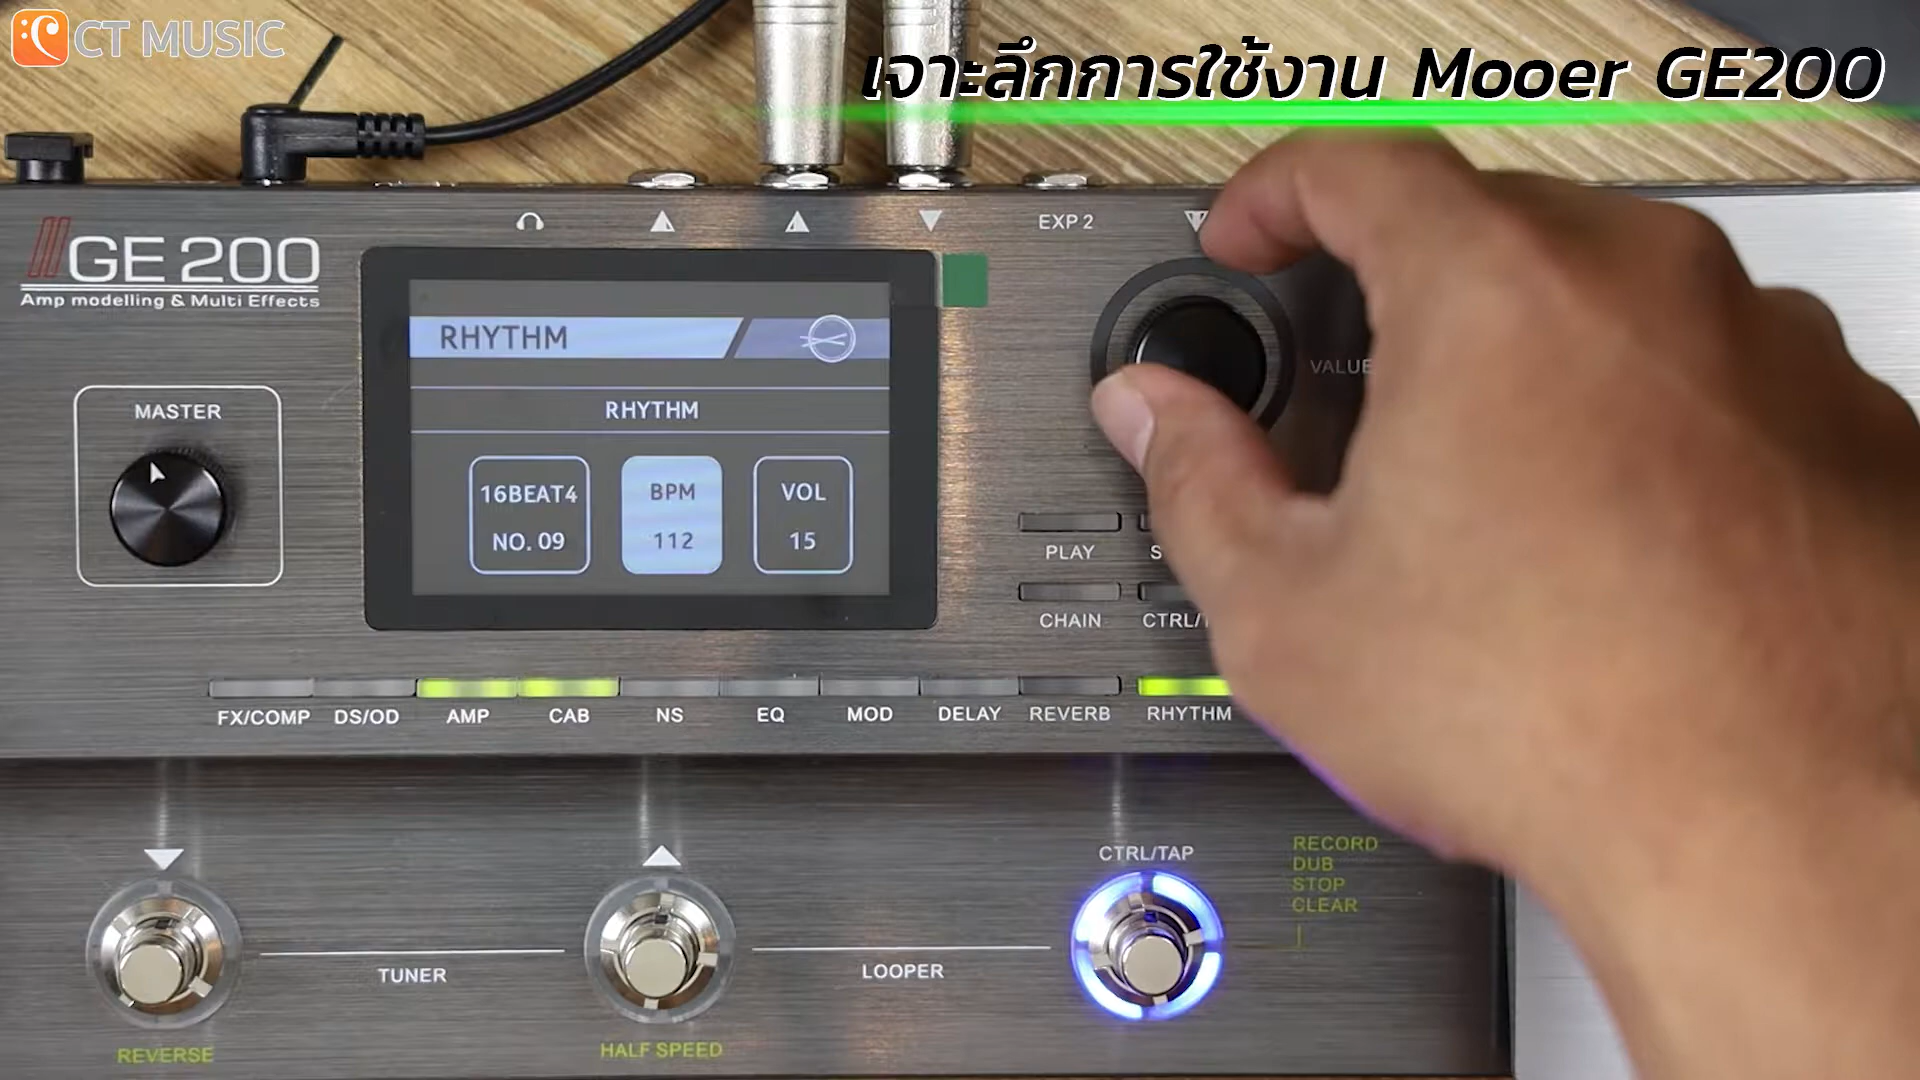 CT MUSIC
เจาะลึกการใช้งาน Mooer GE200
EXP 2
GE 200
Amp modelling & Multi Effects
RHYTHM
VALUE
MASTER
RHYTHM
16BEAT4
NO. 09
BPM
112
VOL
15
PLAY
CHAIN
CTRL/
FX/COMP DS/OD AMP CAB NS EQ MOD DELAY REVERB RHYTHM
CTRL/TAP
RECORD
DUB
STOP
CLEAR
TUNER
LOOPER
REVERSE
HALF SPEED